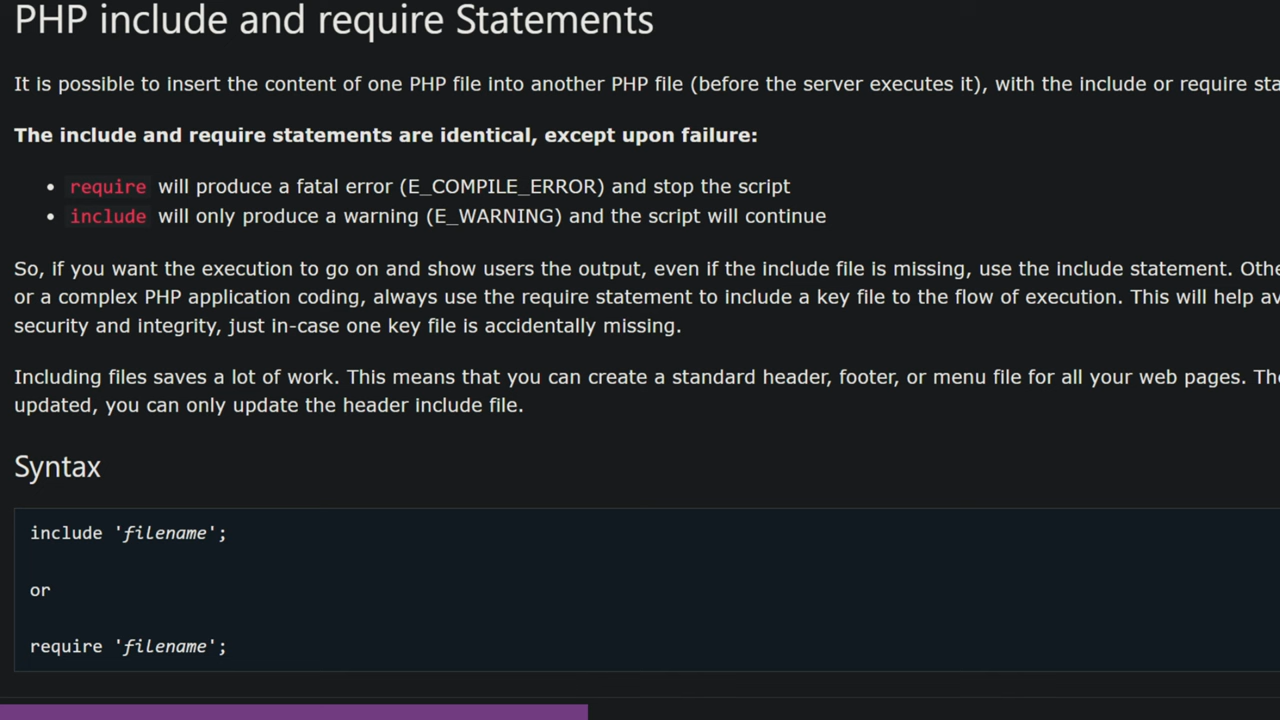 PHP include and require Statements
It is possible to insert the content of one PHP file into another PHP file (before the server executes it), with the include or require
The include and require statements are identical, except upon failure:
• require will produce a fatal error (E_COMPILE_ERROR) and stop the script
• include will only produce a warning (E_WARNING) and the script will continue
So, if you want the execution to go on and show users the output, even if the include file is missing, use the include statement.
or a complex PHP application coding, always use the require statement to include a key file to the flow of execution. This will help
security and integrity, just in-case one key file is accidentally missing.
Including files saves a lot of work. This means that you can create a standard header, footer, or menu file for all your web pages.
updated, you can only update the header include file.
Syntax
include 'filename';
or
require 'filename';